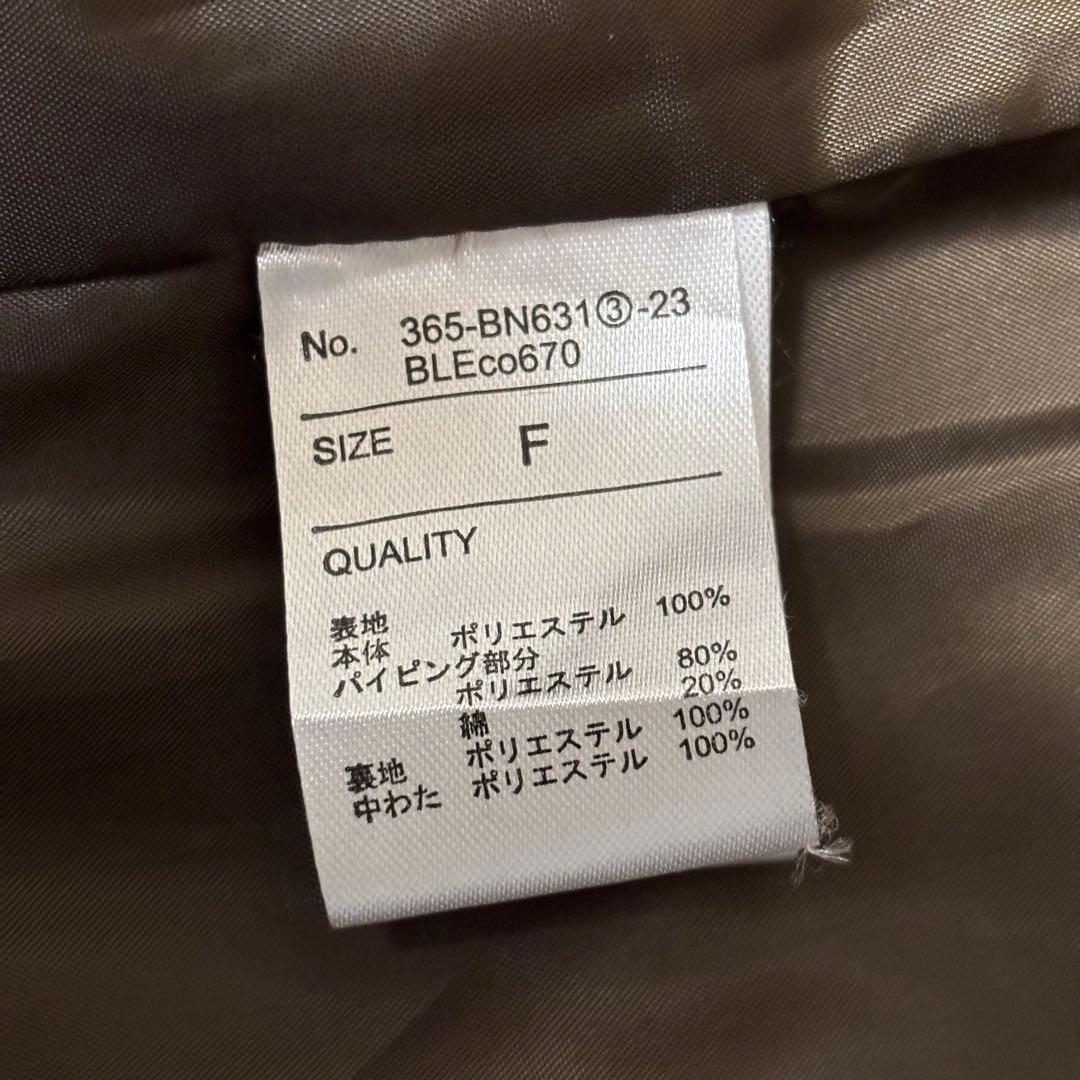 No. 365-BN631③-23
BLEco670
SIZE F
QUALITY
表地
本体 ポリエステル 100%
パイピング部分
ポリエステル 80%
綿 20%
裏地 ポリエステル 100%
中わた ポリエステル 100%